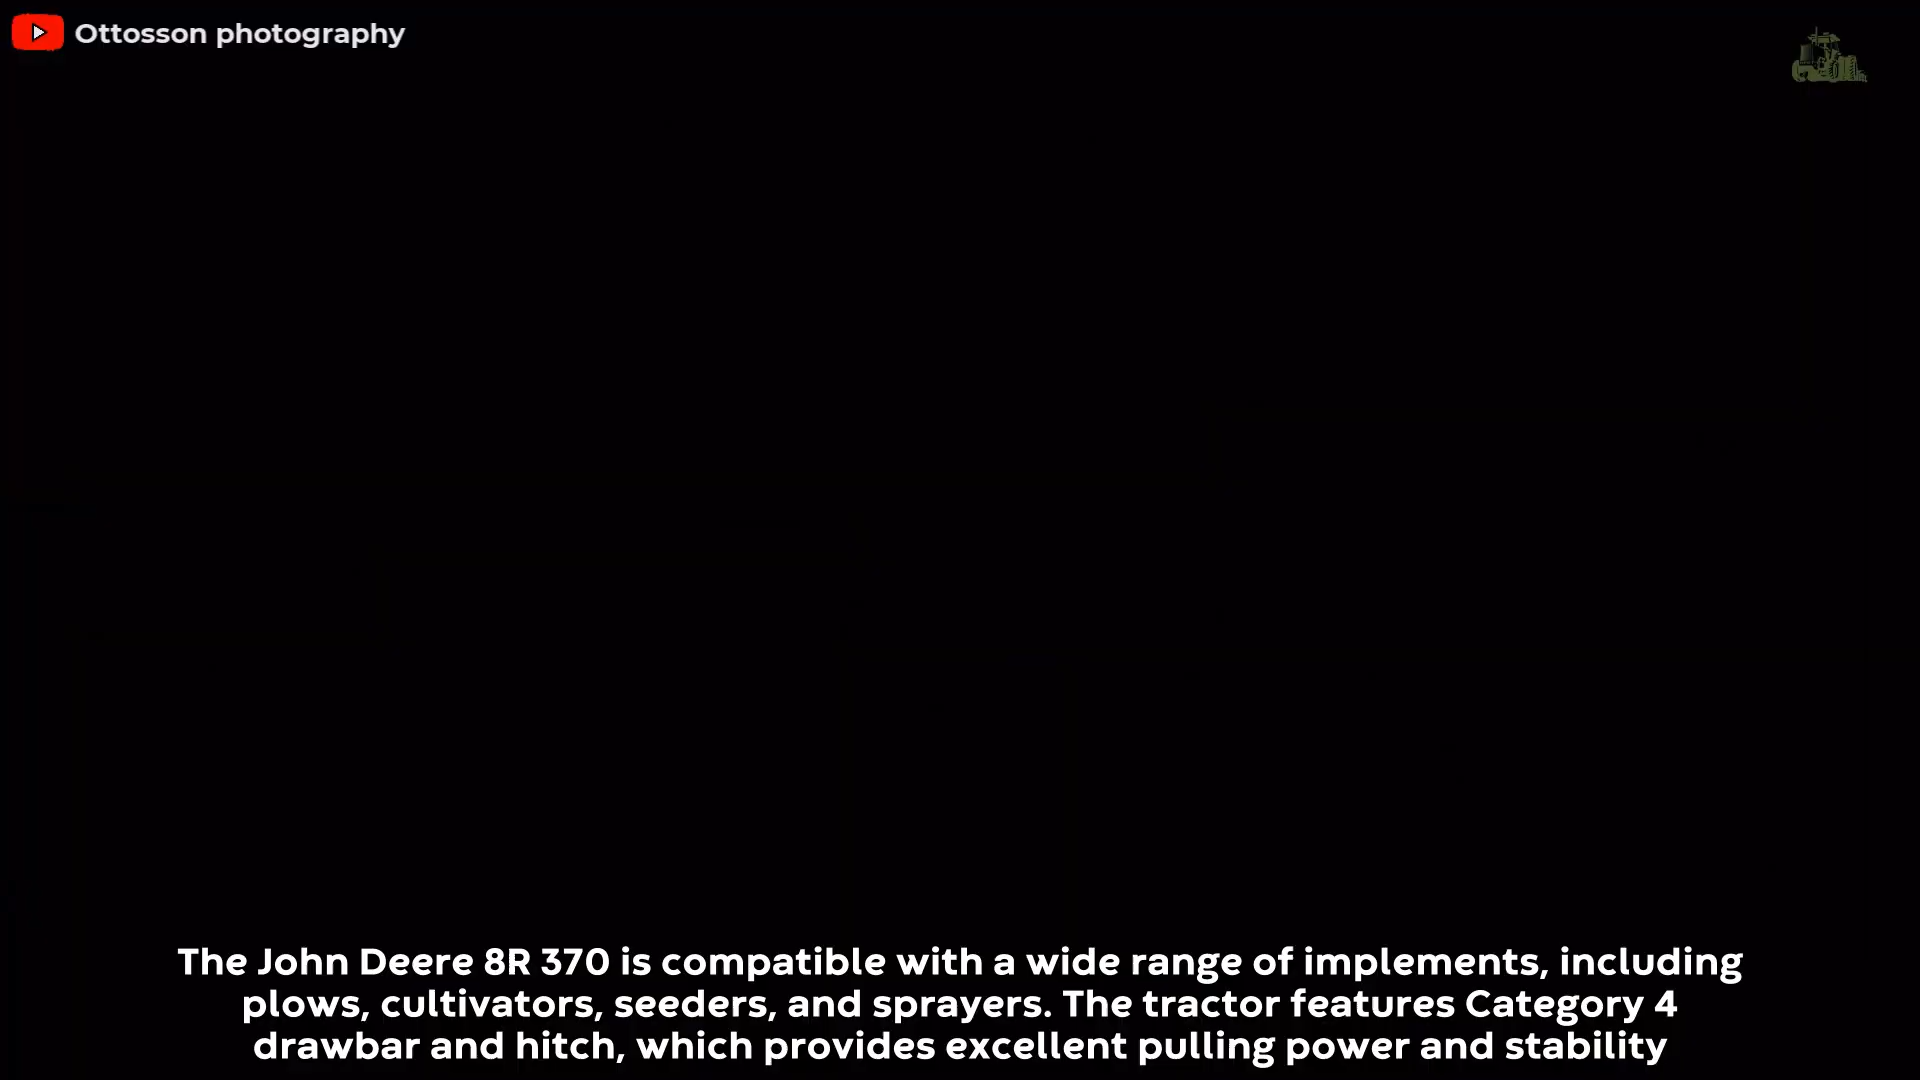 Ottosson photography
The John Deere 8R 370 is compatible with a wide range of implements, including
plows, cultivators, seeders, and sprayers. The tractor features Category 4
drawbar and hitch, which provides excellent pulling power and stability